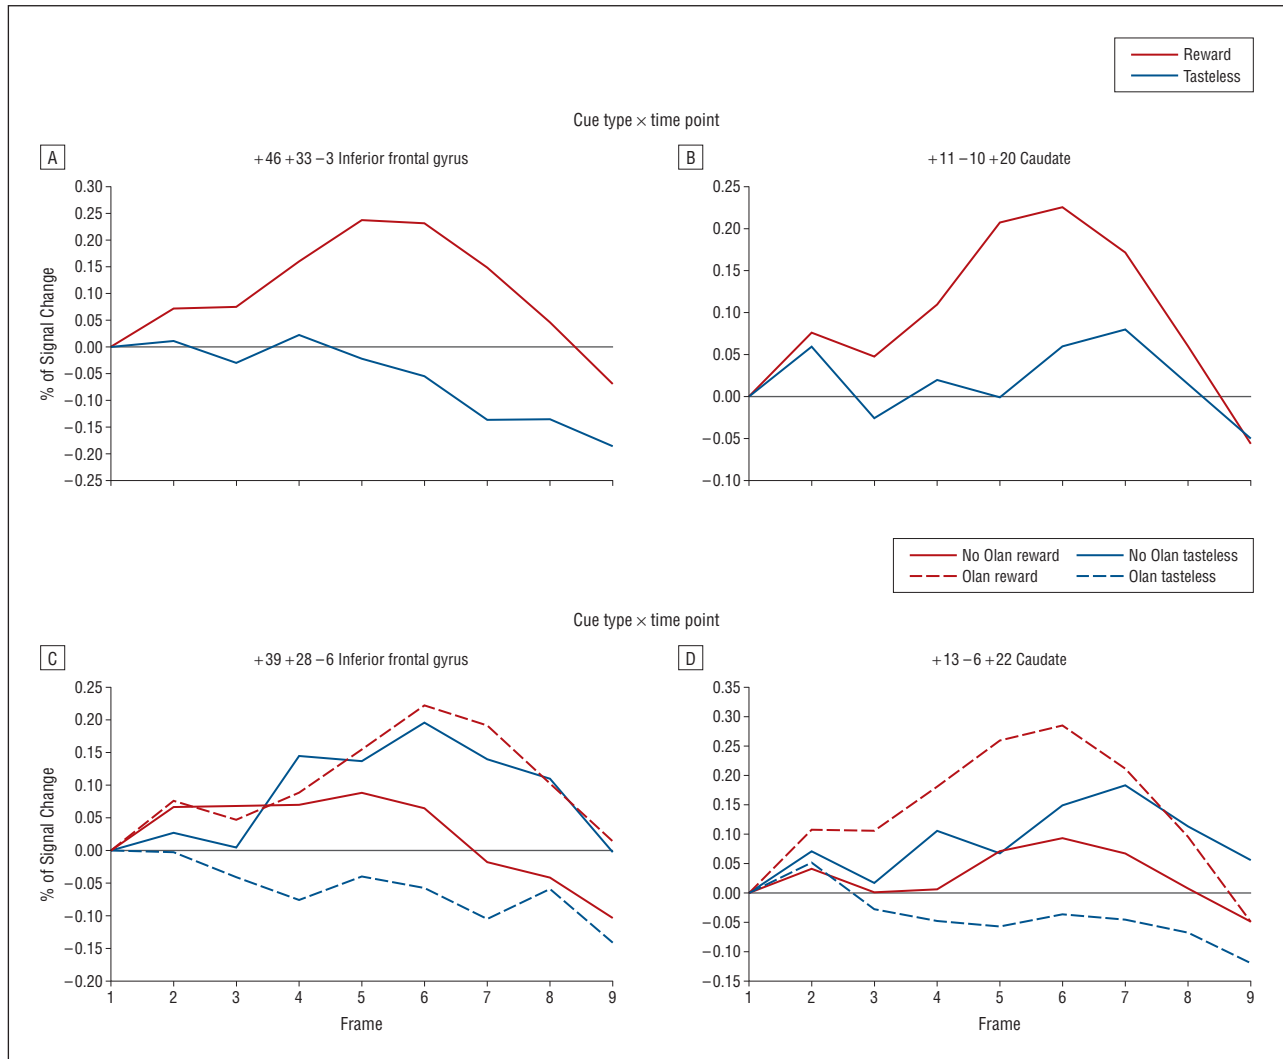 Reward
Tasteless
Cue type × time point
A
+46 +33 −3 Inferior frontal gyrus
% of Signal Change
0.30
0.25
0.20
0.15
0.10
0.05
0.00
−0.05
−0.10
−0.15
−0.20
−0.25
B
+11 −10 +20 Caudate
0.25
0.20
0.15
0.10
0.05
0.00
−0.05
−0.10
No Olan reward
No Olan tasteless
Olan reward
Olan tasteless
Cue type × time point
C
+39 +28 −6 Inferior frontal gyrus
% of Signal Change
0.25
0.20
0.15
0.10
0.05
0.00
−0.05
−0.10
−0.15
−0.20
1 2 3 4 5 6 7 8 9
Frame
D
+13 −6 +22 Caudate
0.35
0.30
0.25
0.20
0.15
0.10
0.05
0.00
−0.05
−0.10
−0.15
1 2 3 4 5 6 7 8 9
Frame